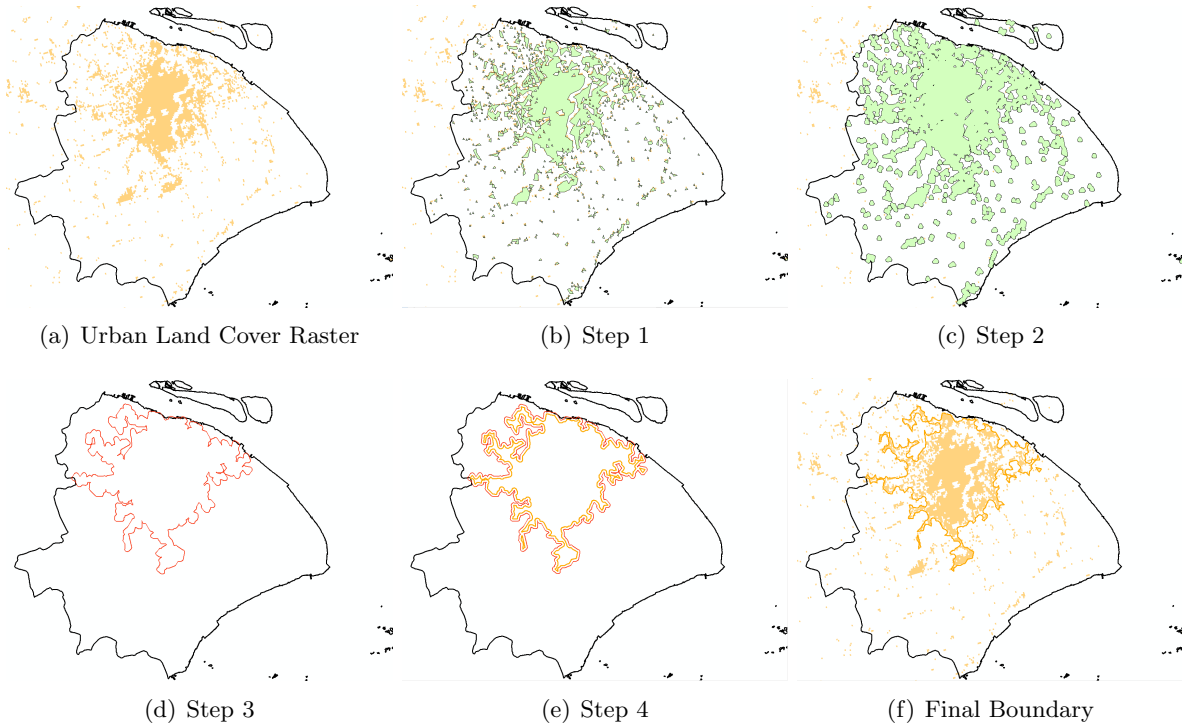 (a) Urban Land Cover Raster
(b) Step 1
(c) Step 2
(d) Step 3
(e) Step 4
(f) Final Boundary